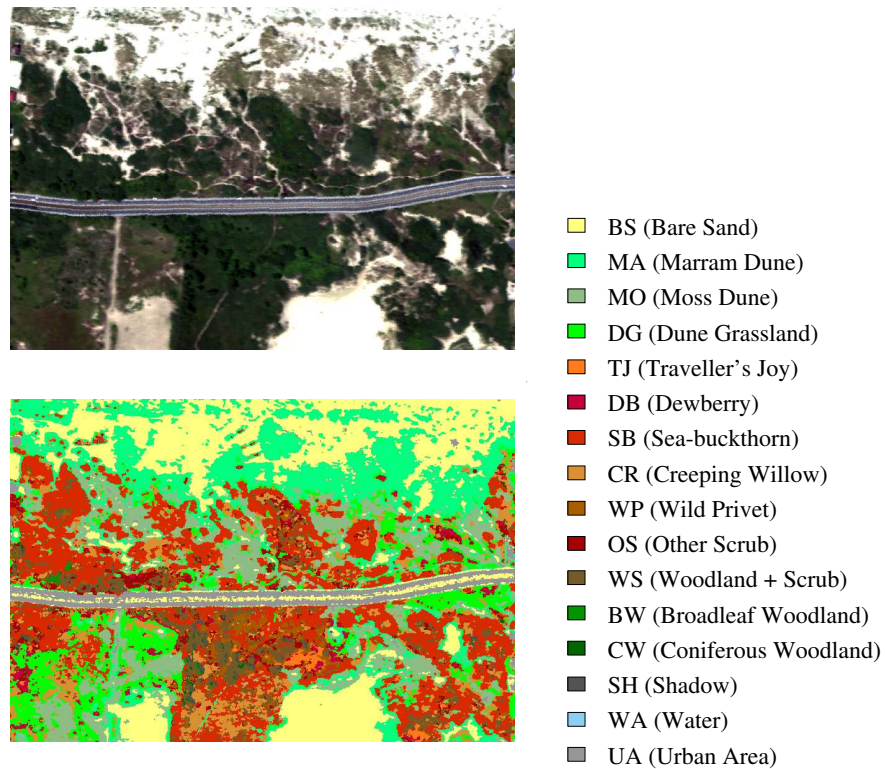 BS (Bare Sand)
MA (Marram Dune)
MO (Moss Dune)
DG (Dune Grassland)
TJ (Traveller's Joy)
DB (Dewberry)
SB (Sea-buckthorn)
CR (Creeping Willow)
WP (Wild Privet)
OS (Other Scrub)
WS (Woodland + Scrub)
BW (Broadleaf Woodland)
CW (Coniferous Woodland)
SH (Shadow)
WA (Water)
UA (Urban Area)